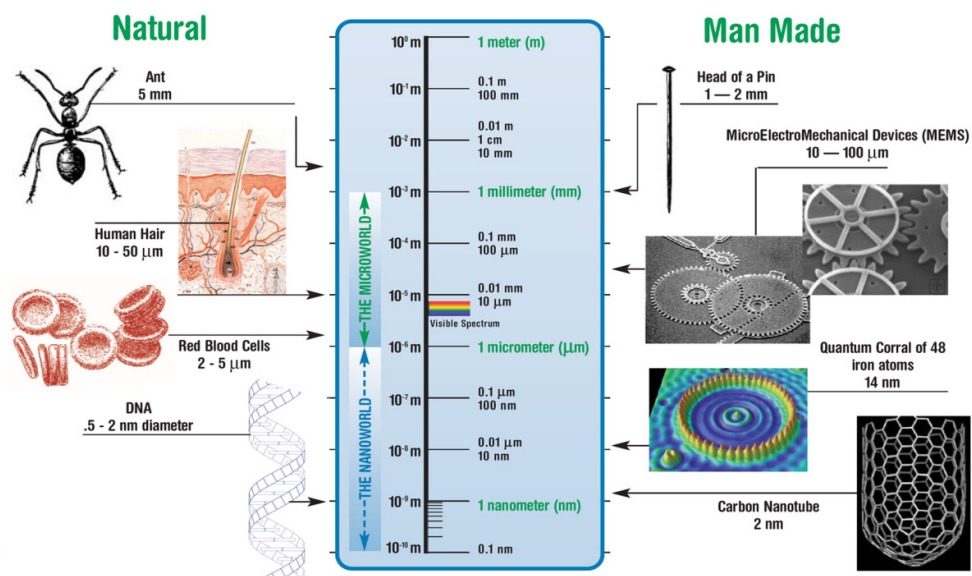 Natural
Man Made
Ant
5 mm
Human Hair
10 - 50 μm
Red Blood Cells
2 - 5 μm
DNA
.5 - 2 nm diameter
THE MICROWORLD
THE NANOWORLD
10⁰ m
1 meter (m)
10⁻¹ m
0.1 m
100 mm
10⁻² m
0.01 m
1 cm
10 mm
10⁻³ m
1 millimeter (mm)
10⁻⁴ m
0.1 mm
100 μm
10⁻⁵ m
0.01 mm
10 μm
Visible Spectrum
10⁻⁶ m
1 micrometer (μm)
10⁻⁷ m
0.1 μm
100 nm
10⁻⁸ m
0.01 μm
10 nm
10⁻⁹ m
1 nanometer (nm)
10⁻¹⁰ m
0.1 nm
Head of a Pin
1 — 2 mm
MicroElectroMechanical Devices (MEMS)
10 — 100 μm
Quantum Corral of 48
iron atoms
14 nm
Carbon Nanotube
2 nm